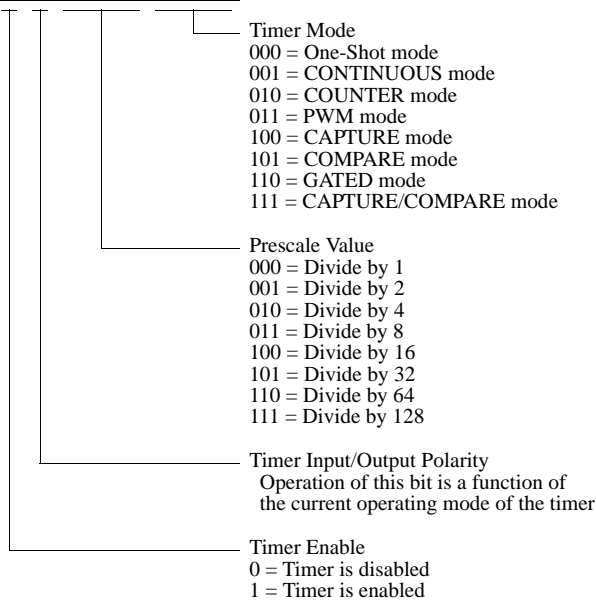 Timer Mode
000 = One-Shot mode
001 = CONTINUOUS mode
010 = COUNTER mode
011 = PWM mode
100 = CAPTURE mode
101 = COMPARE mode
110 = GATED mode
111 = CAPTURE/COMPARE mode
Prescale Value
000 = Divide by 1
001 = Divide by 2
010 = Divide by 4
011 = Divide by 8
100 = Divide by 16
101 = Divide by 32
110 = Divide by 64
111 = Divide by 128
Timer Input/Output Polarity
Operation of this bit is a function of
the current operating mode of the timer
Timer Enable
0 = Timer is disabled
1 = Timer is enabled